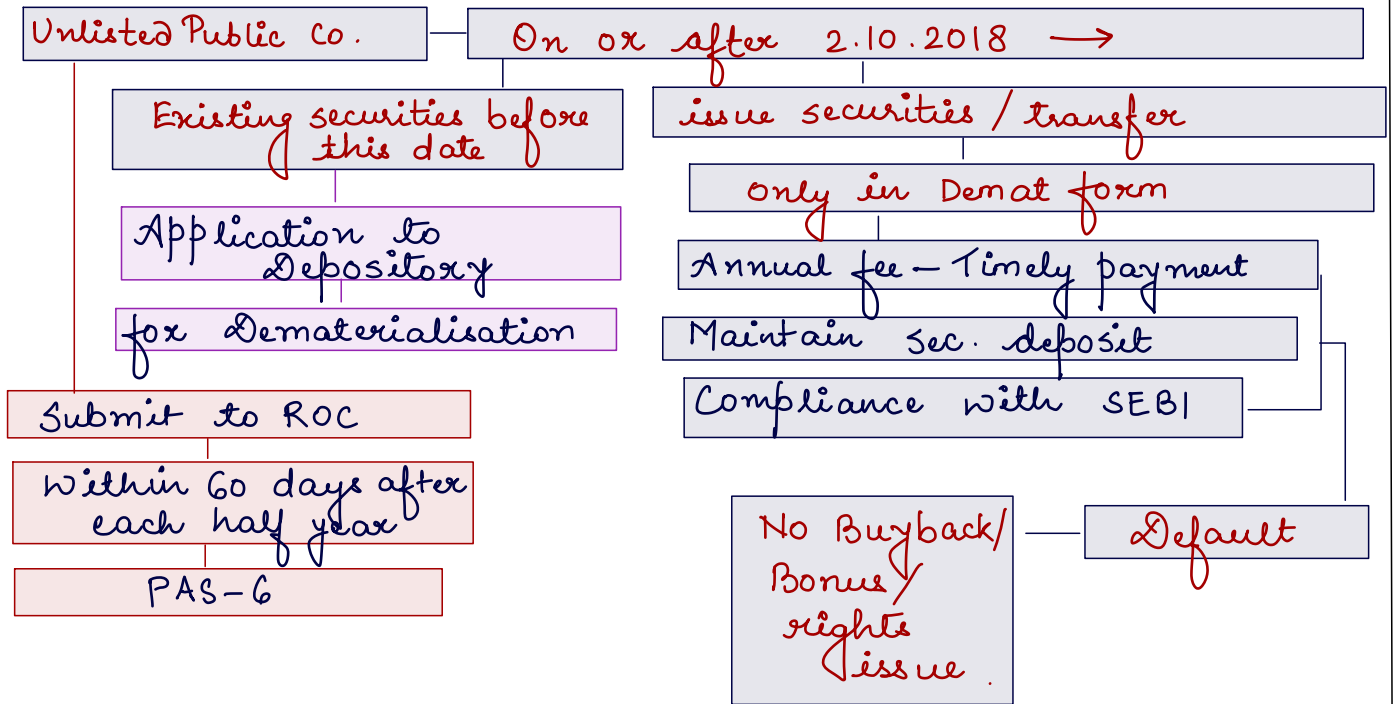 Unlisted Public Co.
On or after 2.10.2018 →
Existing securities before
this date
issue securities / transfer
only in Demat form
Application to
Depository
for Dematerialisation
Annual fee – Timely payment
Maintain sec. deposit
Compliance with SEBI
Submit to ROC
Within 60 days after
each half year
PAS-6
Default
No Buyback/
Bonus/
rights
issue.